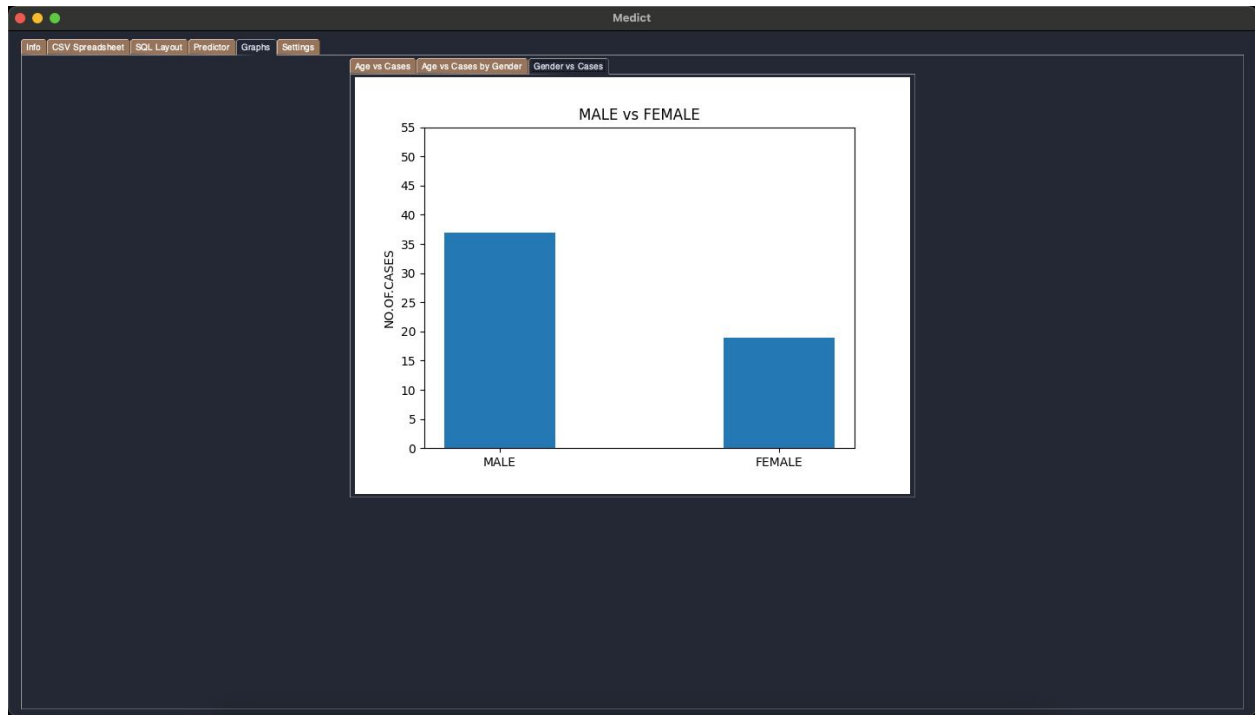 Medict
Info CSV Spreadsheet SQL Layout Predictor Graphs Settings
Age vs Cases Age vs Cases by Gender Gender vs Cases
MALE vs FEMALE
55
50
45
40
35
30
25
20
15
10
5
0
NO.OF.CASES
MALE FEMALE